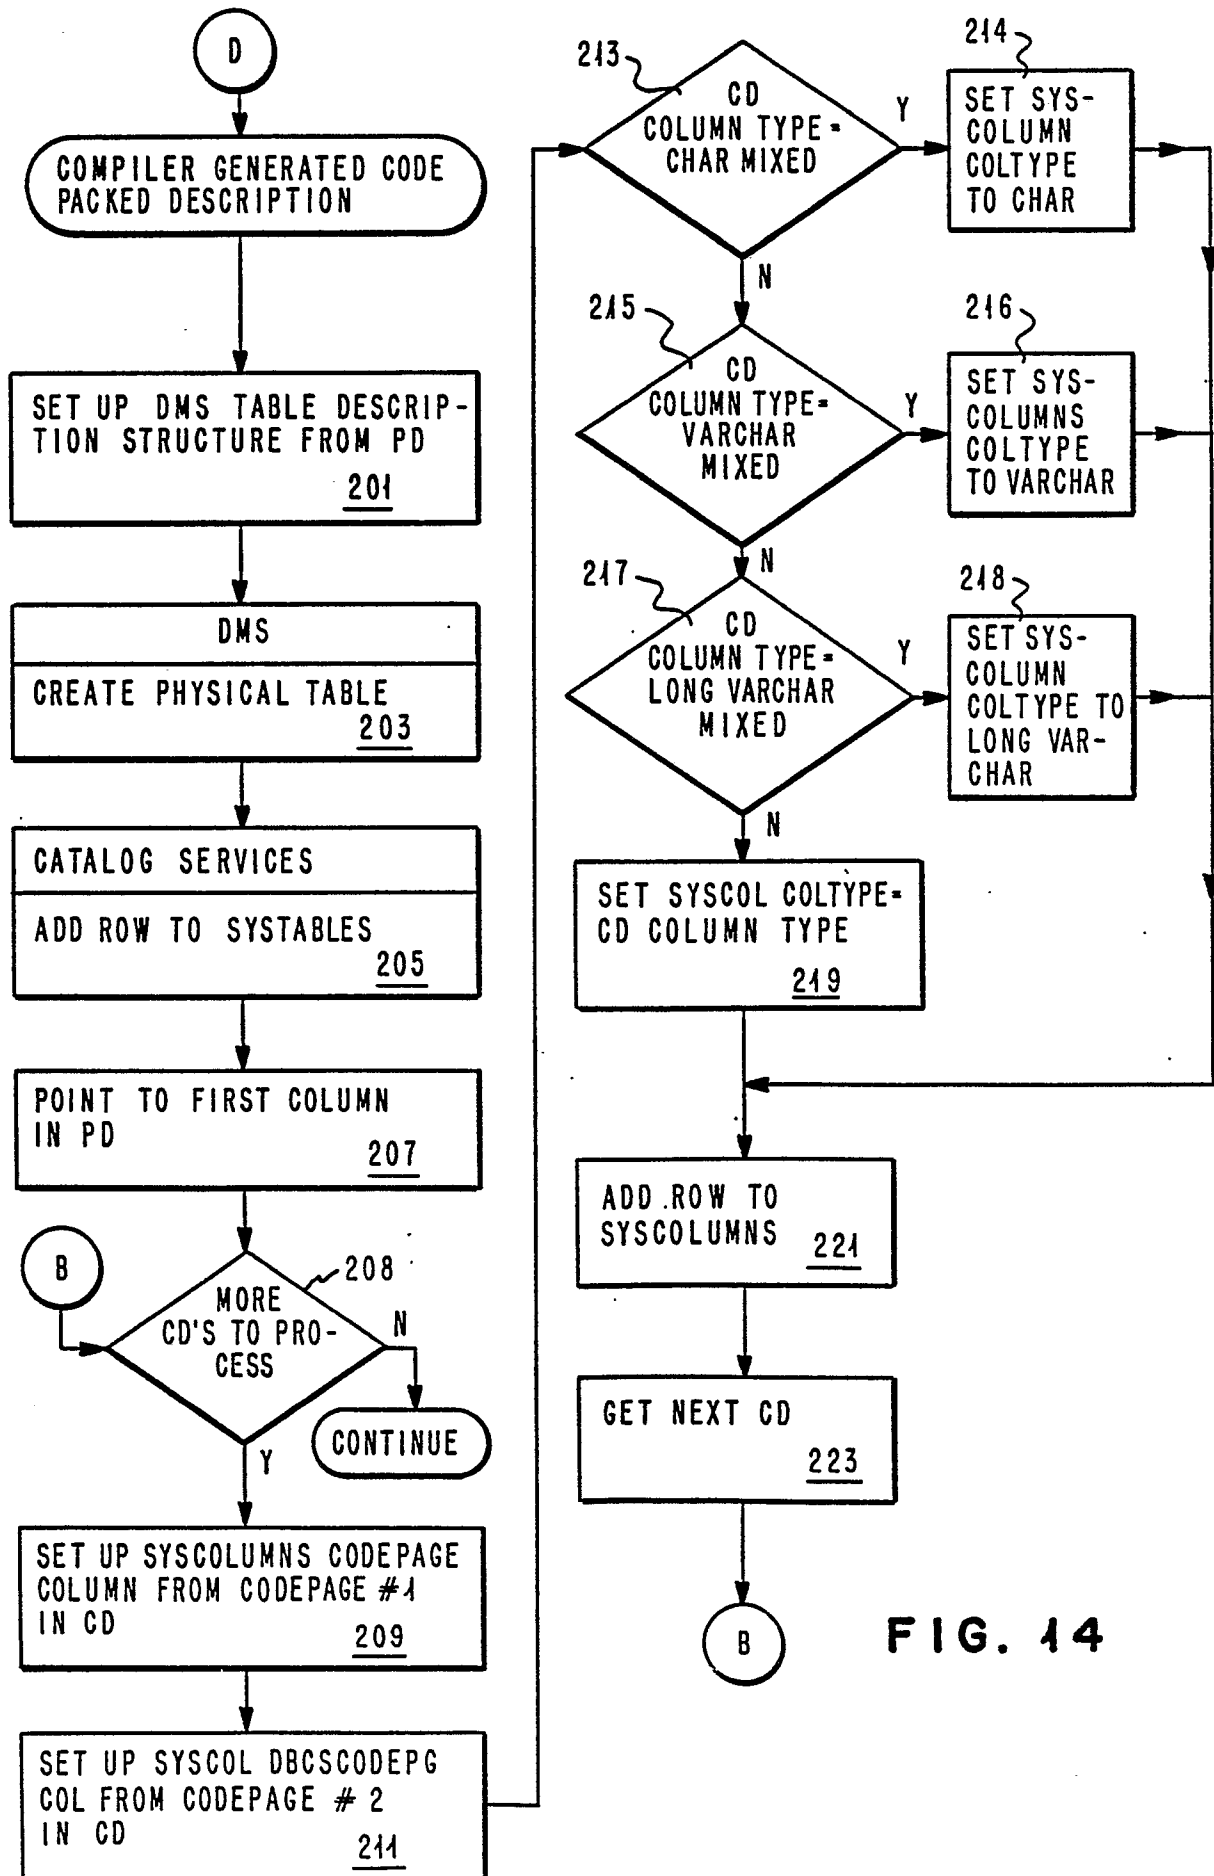 D
COMPILER GENERATED CODE
PACKED DESCRIPTION
SET UP DMS TABLE DESCRIP-
TION STRUCTURE FROM PD
201
DMS
CREATE PHYSICAL TABLE
203
CATALOG SERVICES
ADD ROW TO SYSTABLES
205
POINT TO FIRST COLUMN
IN PD
207
B
208
MORE
CD'S TO PRO-
CESS
N
CONTINUE
Y
SET UP SYSCOLUMNS CODEPAGE
COLUMN FROM CODEPAGE #1
IN CD
209
SET UP SYSCOL DBCSCODEPG
COL FROM CODEPAGE # 2
IN CD
211
213
CD
COLUMN TYPE=
CHAR MIXED
Y
N
214
SET SYS-
COLUMN
COLTYPE
TO CHAR
215
CD
COLUMN TYPE=
VARCHAR
MIXED
Y
N
216
SET SYS-
COLUMNS
COLTYPE
TO VARCHAR
217
CD
COLUMN TYPE=
LONG VARCHAR
MIXED
Y
N
218
SET SYS-
COLUMN
COLTYPE TO
LONG VAR-
CHAR
SET SYSCOL COLTYPE=
CD COLUMN TYPE
219
ADD ROW TO
SYSCOLUMNS
221
GET NEXT CD
223
B
FIG. 14